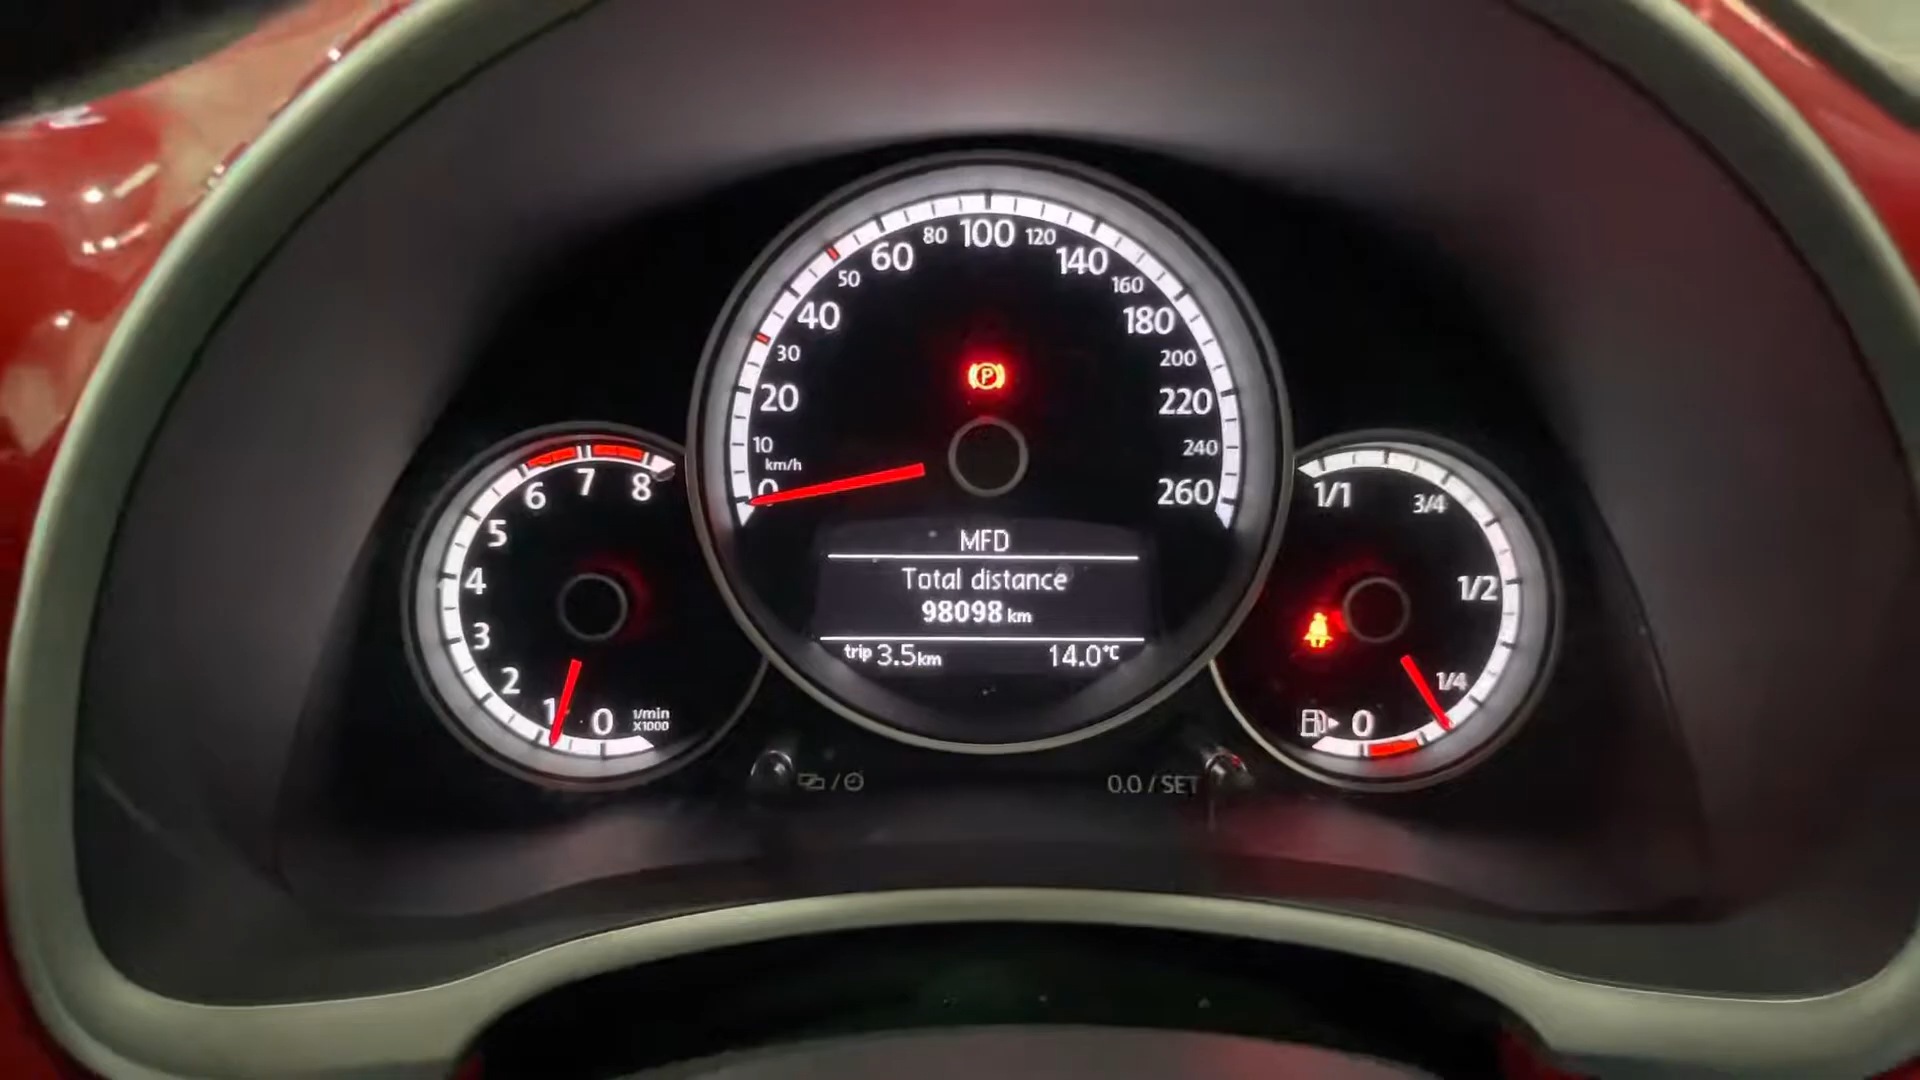 80 100 120
60 140
50 160
40 180
30 200
20 220
10 240
km/h
0 260
P
MFD
Total distance
98098 km
trip 3.5km 14.0°C
8
7
6
5
4
3
2
1
0 1/min
X1000
1/1 3/4
1/2
1/4
0
0.0 / SET